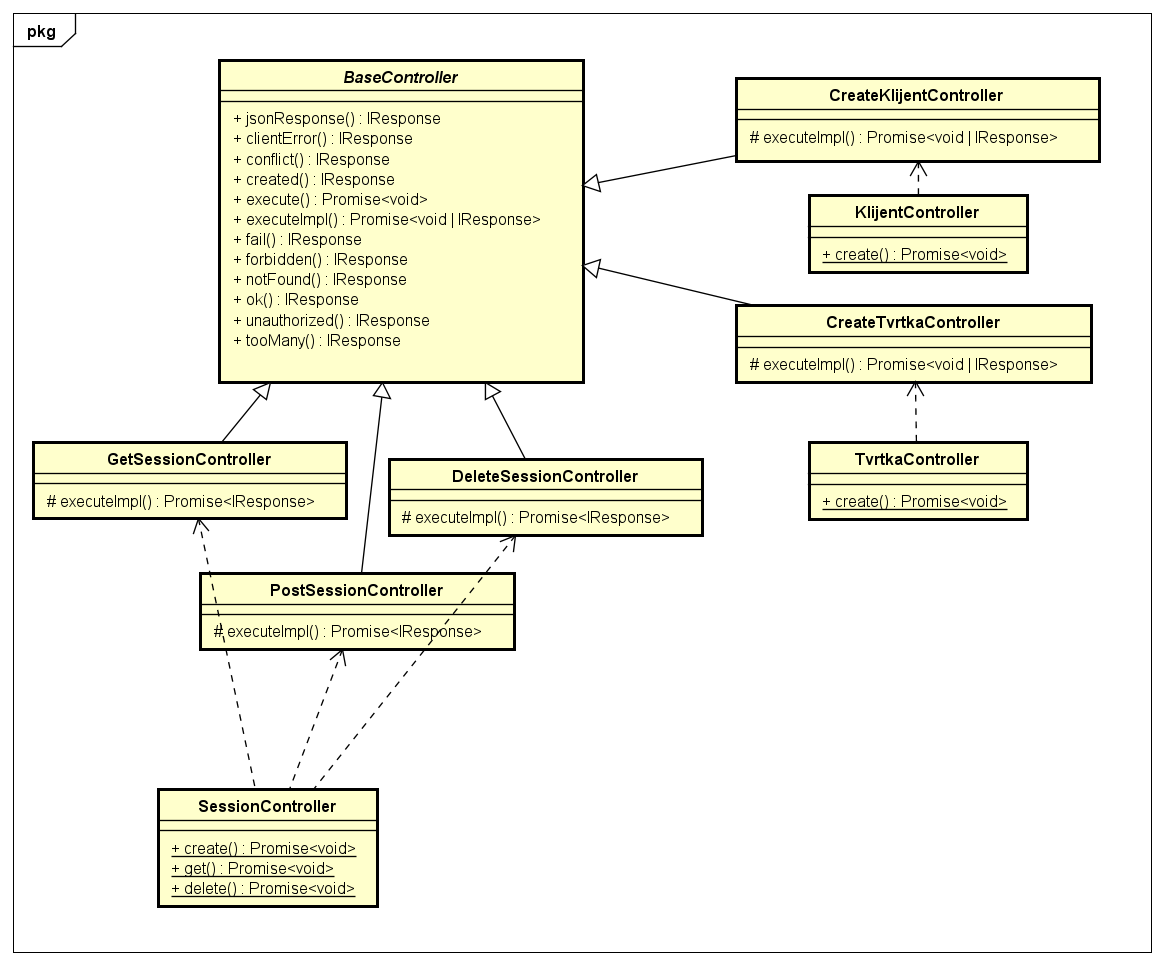 pkg
BaseController
+ jsonResponse() : IResponse
+ clientError() : IResponse
+ conflict() : IResponse
+ created() : IResponse
+ execute() : Promise<void>
+ executeImpl() : Promise<void | IResponse>
+ fail() : IResponse
+ forbidden() : IResponse
+ notFound() : IResponse
+ ok() : IResponse
+ unauthorized() : IResponse
+ tooMany() : IResponse
CreateKlijentController
# executeImpl() : Promise<void | IResponse>
KlijentController
+ create() : Promise<void>
CreateTvrtkaController
# executeImpl() : Promise<void | IResponse>
TvrtkaController
+ create() : Promise<void>
GetSessionController
# executeImpl() : Promise<IResponse>
DeleteSessionController
# executeImpl() : Promise<IResponse>
PostSessionController
# executeImpl() : Promise<IResponse>
SessionController
+ create() : Promise<void>
+ get() : Promise<void>
+ delete() : Promise<void>